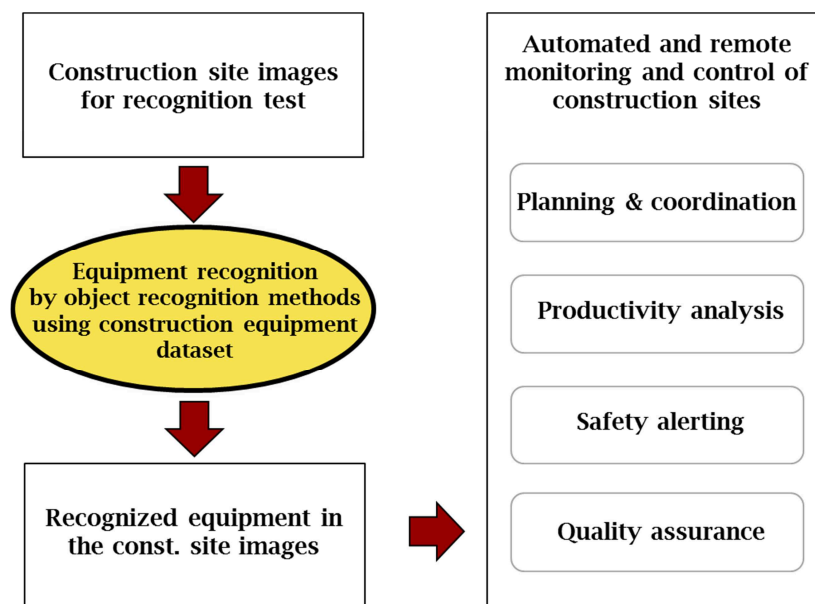 Construction site images
for recognition test
Equipment recognition
by object recognition methods
using construction equipment
dataset
Recognized equipment in
the const. site images
Automated and remote
monitoring and control of
construction sites
Planning & coordination
Productivity analysis
Safety alerting
Quality assurance